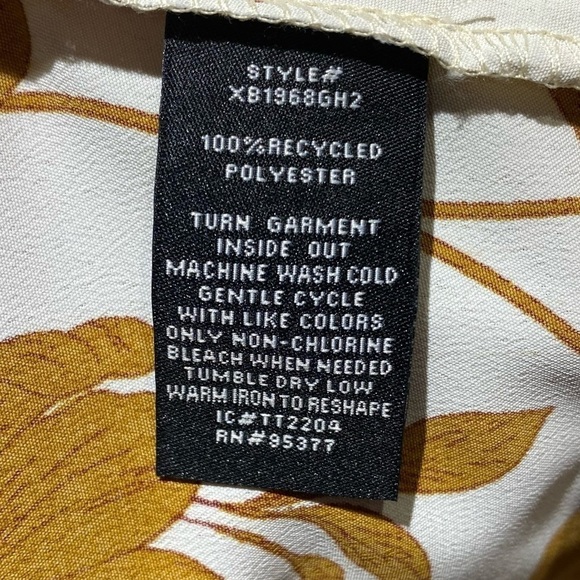 STYLE#
XB1368GH2
100%RECYCLED
POLYESTER
TURN GARMENT
INSIDE OUT
MACHINE WASH COLD
GENTLE CYCLE
WITH LIKE COLORS
ONLY NON-CHLORINE
BLEACH WHEN NEEDED
TUMBLE DRY LOW
WARM IRON TO RESHAPE
IC#TT2204
RN#95377